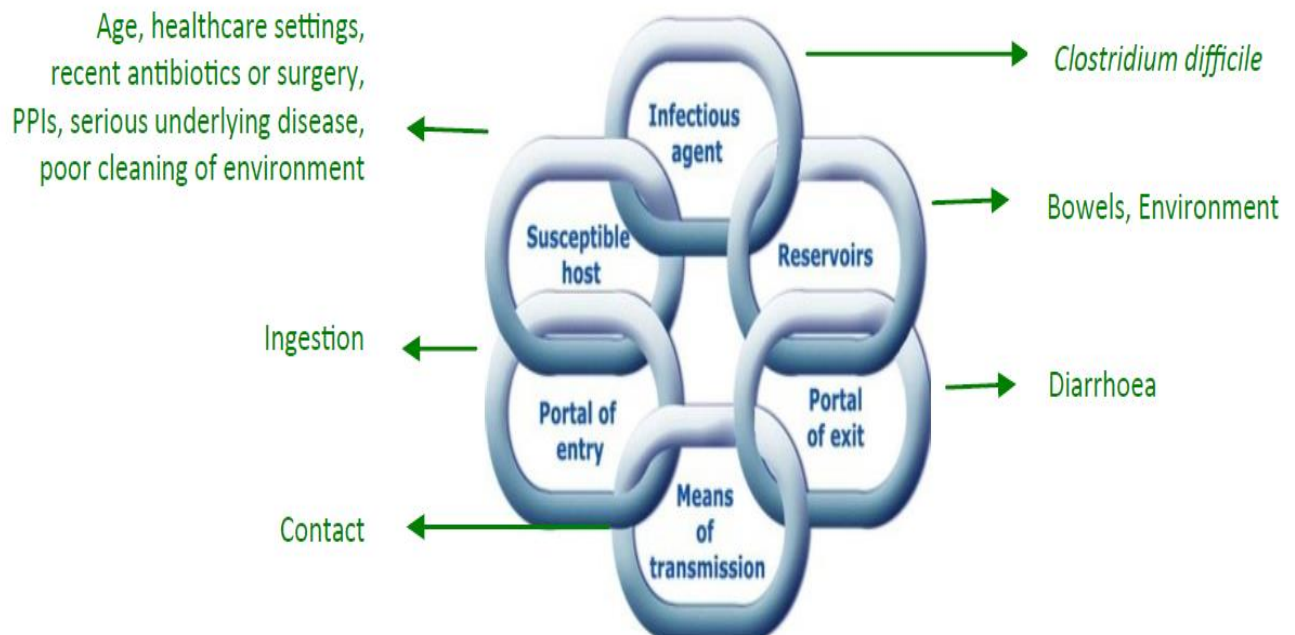 Age, healthcare settings,
recent antibiotics or surgery,
PPIs, serious underlying disease,
poor cleaning of environment
Infectious
agent
Clostridium difficile
Susceptible
host
Reservoirs
Bowels, Environment
Ingestion
Portal of
entry
Portal
of exit
Diarrhoea
Contact
Means
of
transmission